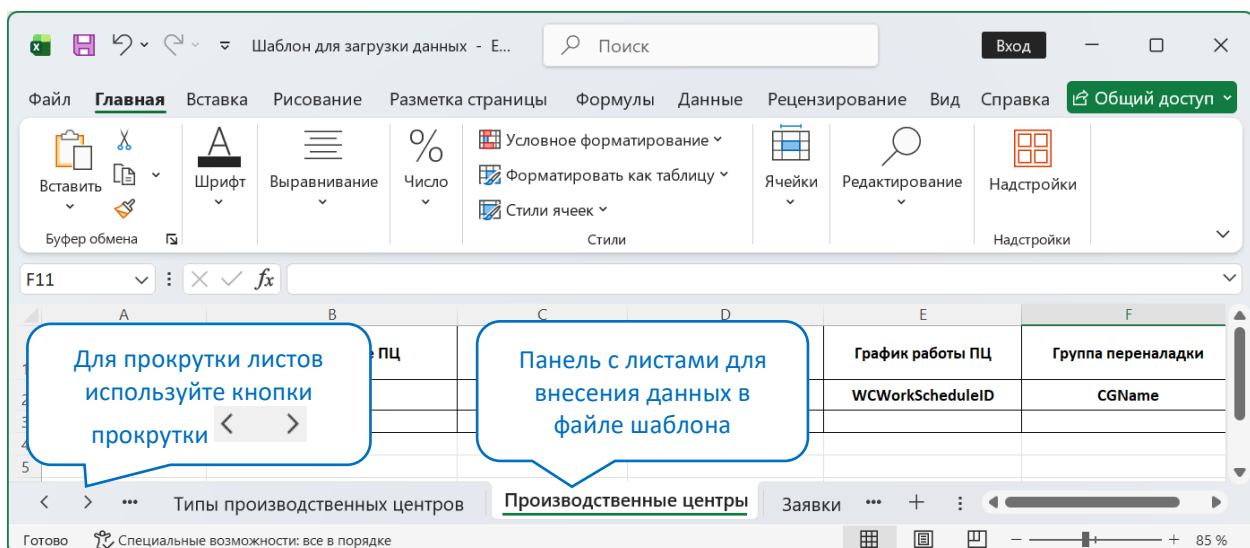 Шаблон для загрузки данных - E...
Поиск
Вход
Файл Главная Вставка Рисование Разметка страницы Формулы Данные Рецензирование Вид Справка Общий доступ
Вставить
Буфер обмена
Шрифт
Выравнивание
Число
Условное форматирование
Форматировать как таблицу
Стили ячеек
Стили
Ячейки
Редактирование
Надстройки
Надстройки
F11 fx
A B C D E F
ПЦ График работы ПЦ Группа переналадки
WCWorkScheduleID CGName
5
Для прокрутки листов
используйте кнопки
прокрутки < >
Панель с листами для
внесения данных в
файле шаблона
Типы производственных центров Производственные центры Заявки
Готово Специальные возможности: все в порядке 85 %